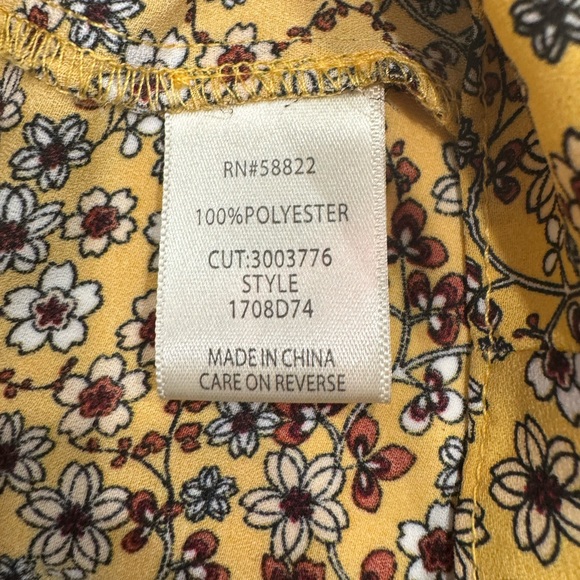 RN#58822
100%POLYESTER
CUT:3003776
STYLE
1708D74
MADE IN CHINA
CARE ON REVERSE